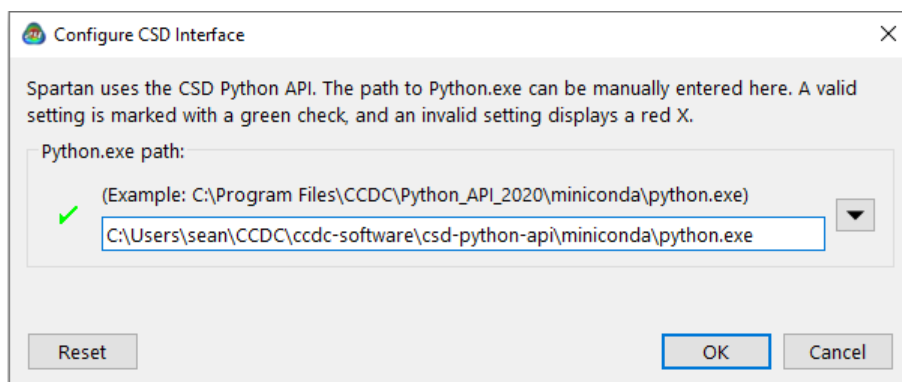 Configure CSD Interface
Spartan uses the CSD Python API. The path to Python.exe can be manually entered here. A valid
setting is marked with a green check, and an invalid setting displays a red X.
Python.exe path:
(Example: C:\Program Files\CCDC\Python_API_2020\miniconda\python.exe)
C:\Users\sean\CCDC\ccdc-software\csd-python-api\miniconda\python.exe
Reset OK Cancel